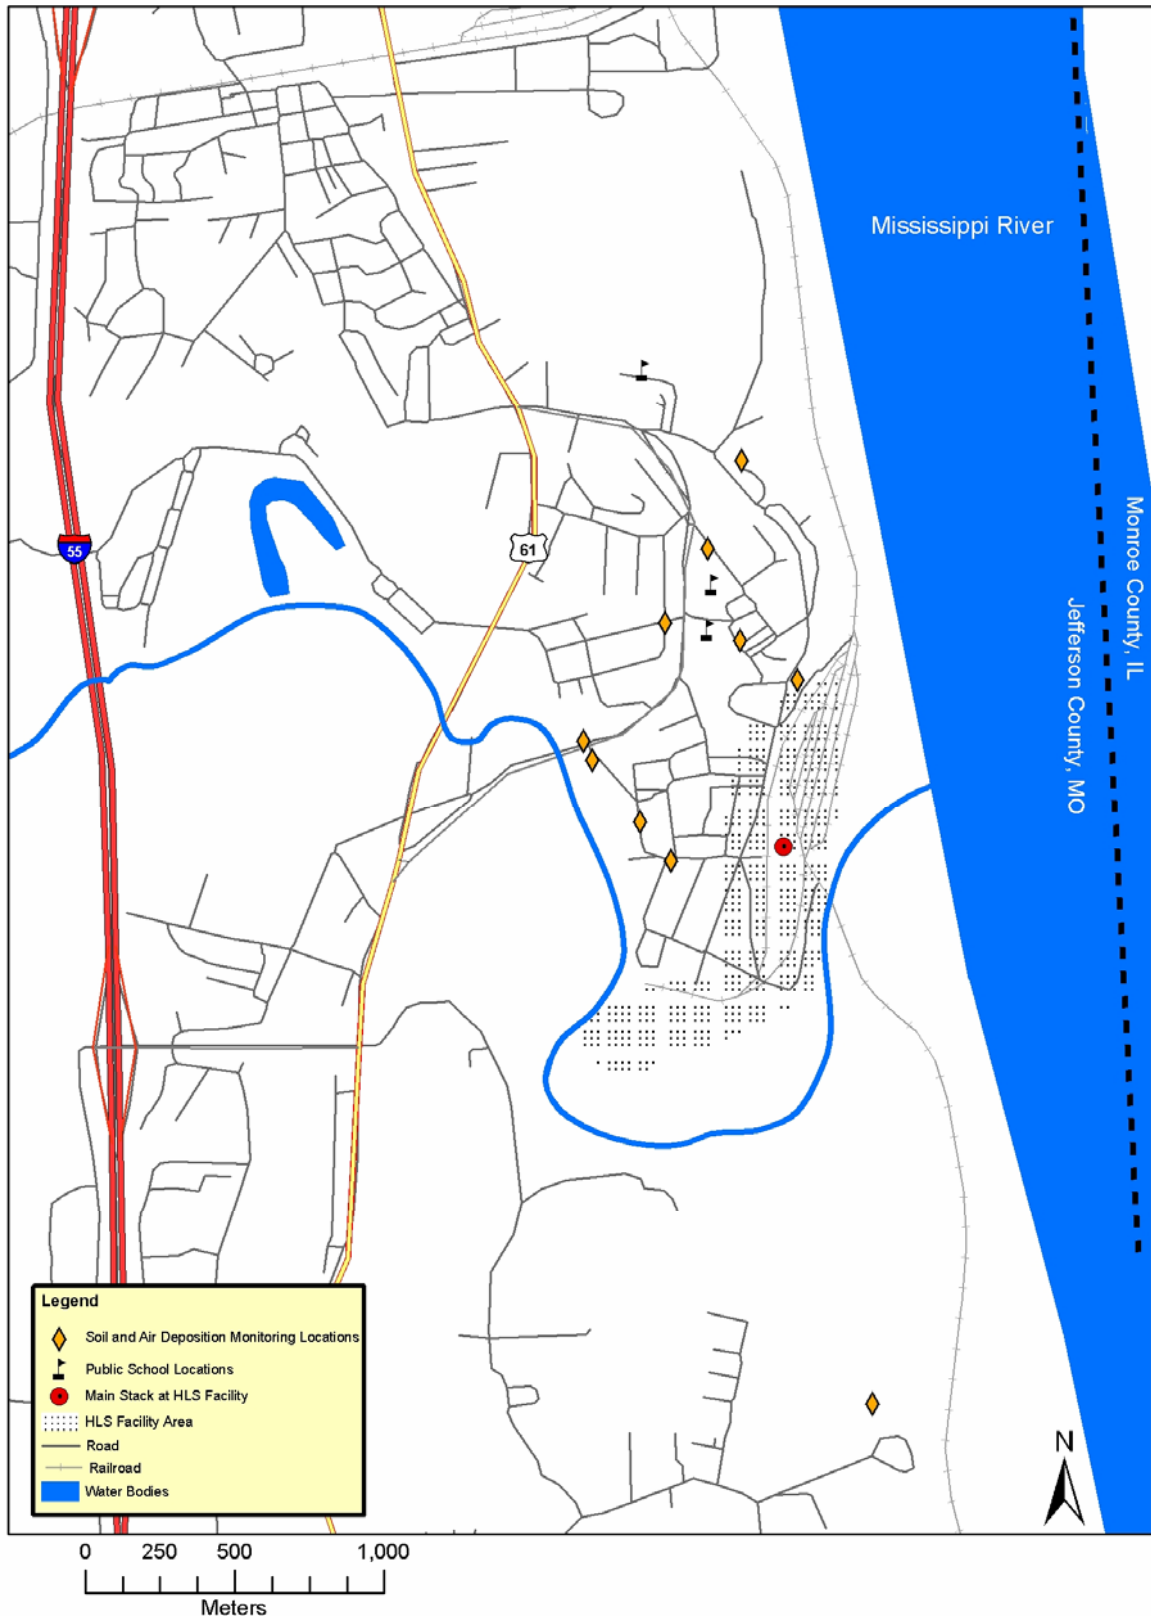 Mississippi River
Monroe County, IL
Jefferson County, MO
55
61
Legend
Soil and Air Deposition Monitoring Locations
Public School Locations
Main Stack at HLS Facility
HLS Facility Area
Road
Railroad
Water Bodies
N
0 250 500 1,000
Meters